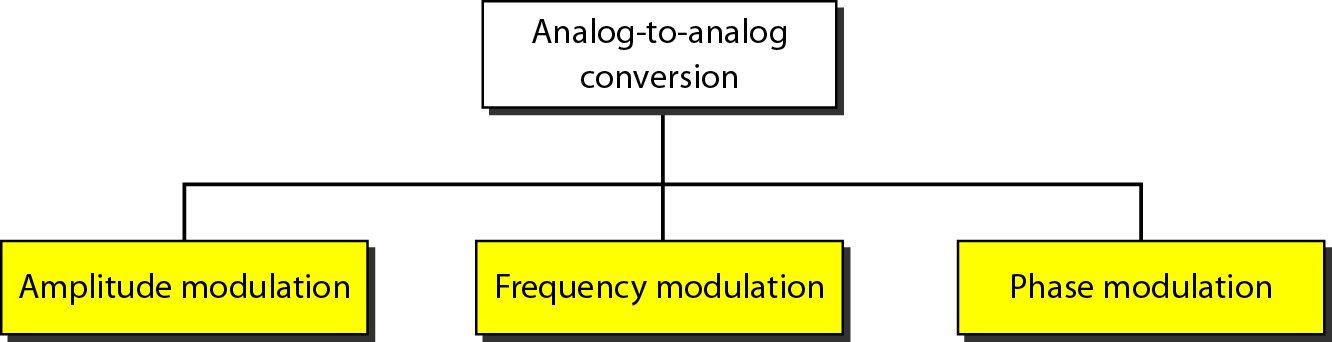 Analog-to-analog
conversion
Amplitude modulation
Frequency modulation
Phase modulation